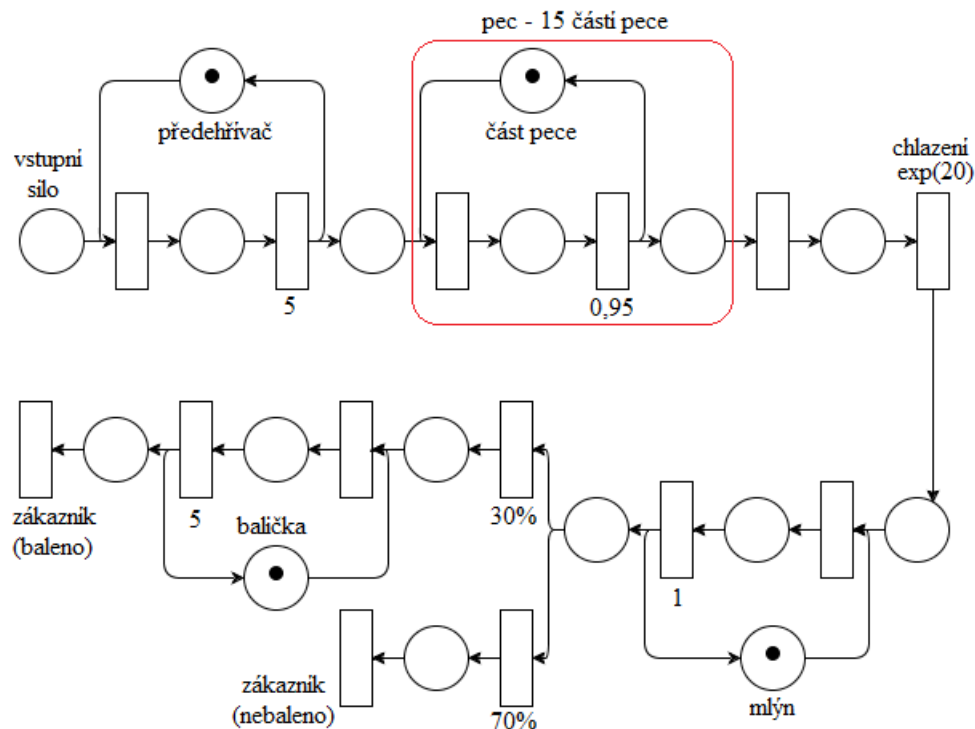 pec - 15 částí pece
předehřívač
část pece
vstupní
silo
chlazení
exp(20)
5
0,95
5
balička
30%
zákazník
(baleno)
1
zákazník
(nebaleno)
70%
mlýn